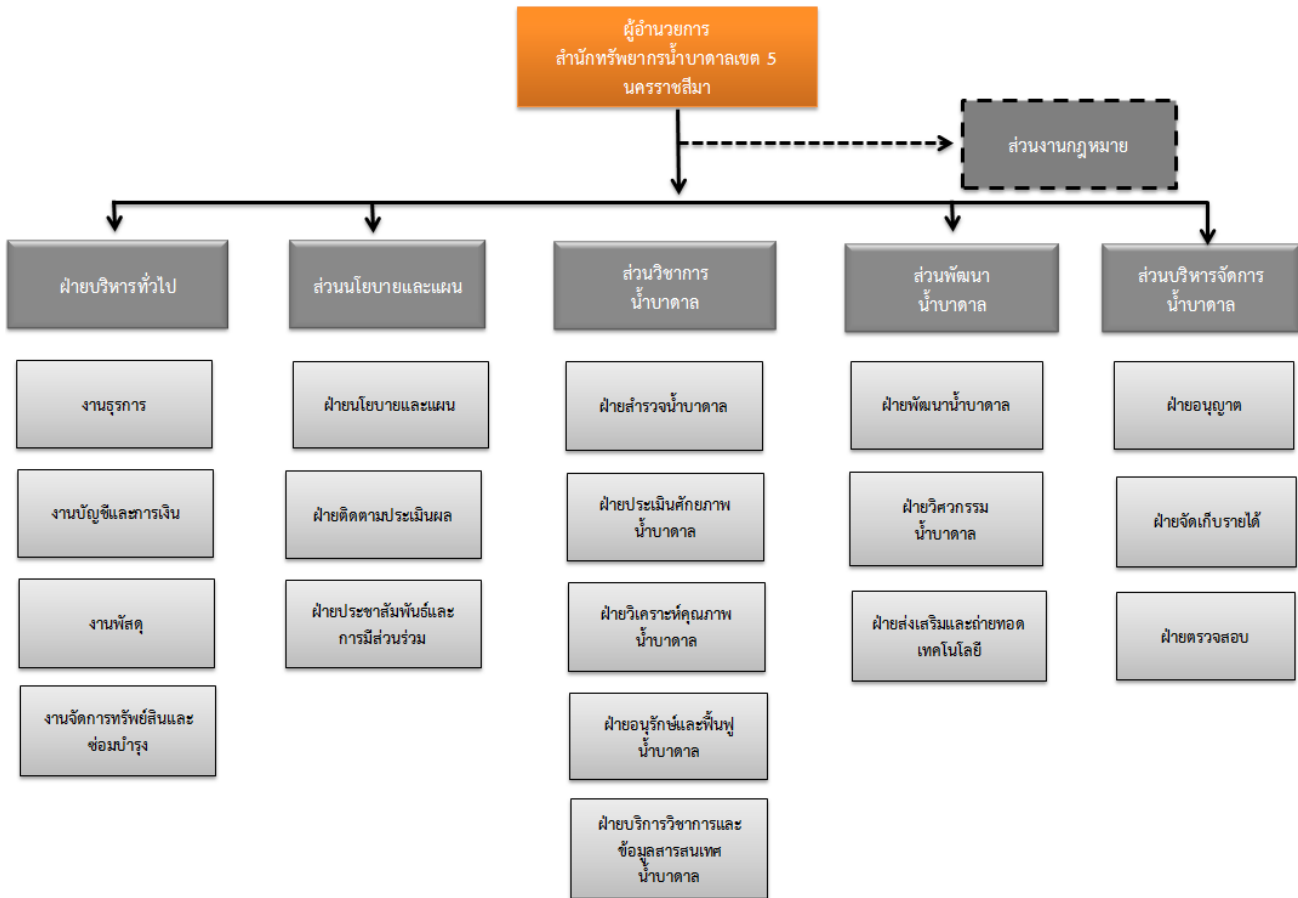 ผู้อำนวยการ
สำนักทรัพยากรน้ำบาดาลเขต 5
นครราชสีมา
ส่วนงานกฎหมาย
ฝ่ายบริหารทั่วไป
ส่วนนโยบายและแผน
ส่วนวิชาการ
น้ำบาดาล
ส่วนพัฒนา
น้ำบาดาล
ส่วนบริหารจัดการ
น้ำบาดาล
งานธุรการ
งานบัญชีและการเงิน
งานพัสดุ
งานจัดการทรัพย์สินและ
ซ่อมบำรุง
ฝ่ายนโยบายและแผน
ฝ่ายติดตามประเมินผล
ฝ่ายประชาสัมพันธ์และ
การมีส่วนร่วม
ฝ่ายสำรวจน้ำบาดาล
ฝ่ายประเมินศักยภาพ
น้ำบาดาล
ฝ่ายวิเคราะห์คุณภาพ
น้ำบาดาล
ฝ่ายอนุรักษ์และฟื้นฟู
น้ำบาดาล
ฝ่ายบริการวิชาการและ
ข้อมูลสารสนเทศ
น้ำบาดาล
ฝ่ายพัฒนาน้ำบาดาล
ฝ่ายวิศวกรรม
น้ำบาดาล
ฝ่ายส่งเสริมและถ่ายทอด
เทคโนโลยี
ฝ่ายอนุญาต
ฝ่ายจัดเก็บรายได้
ฝ่ายตรวจสอบ